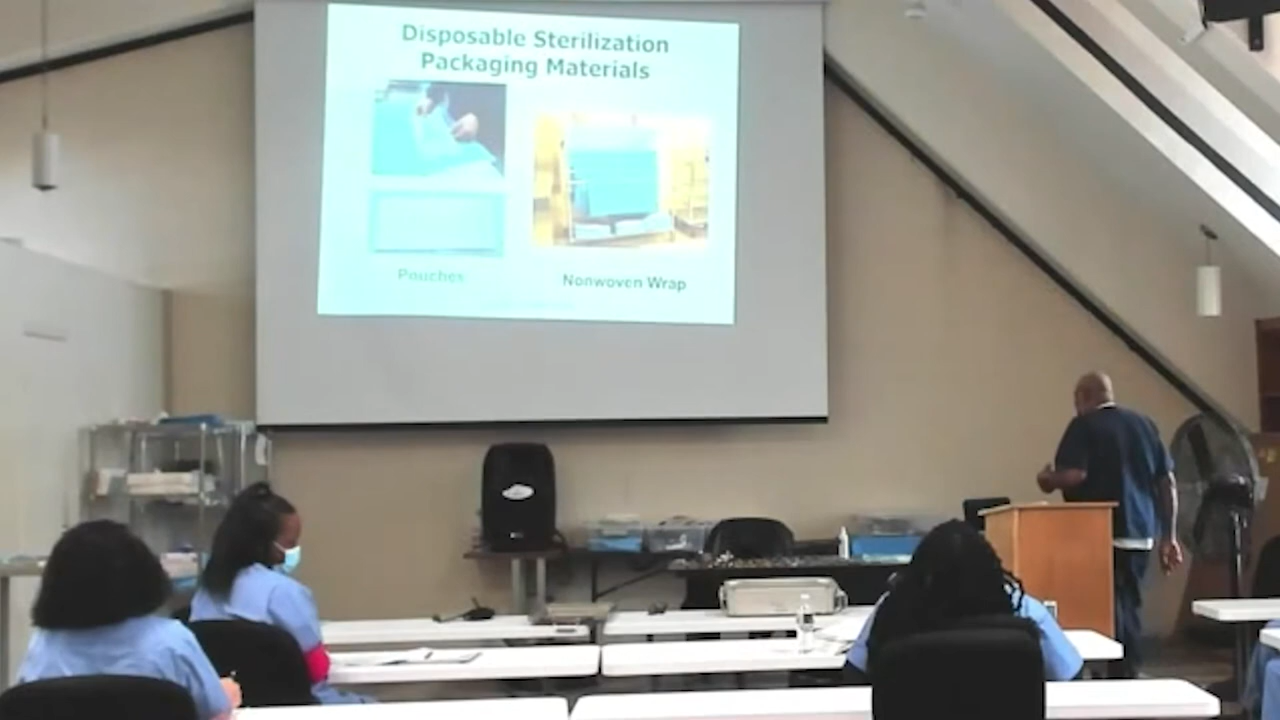 Disposable Sterilization
Packaging Materials
Pouches
Nonwoven Wrap